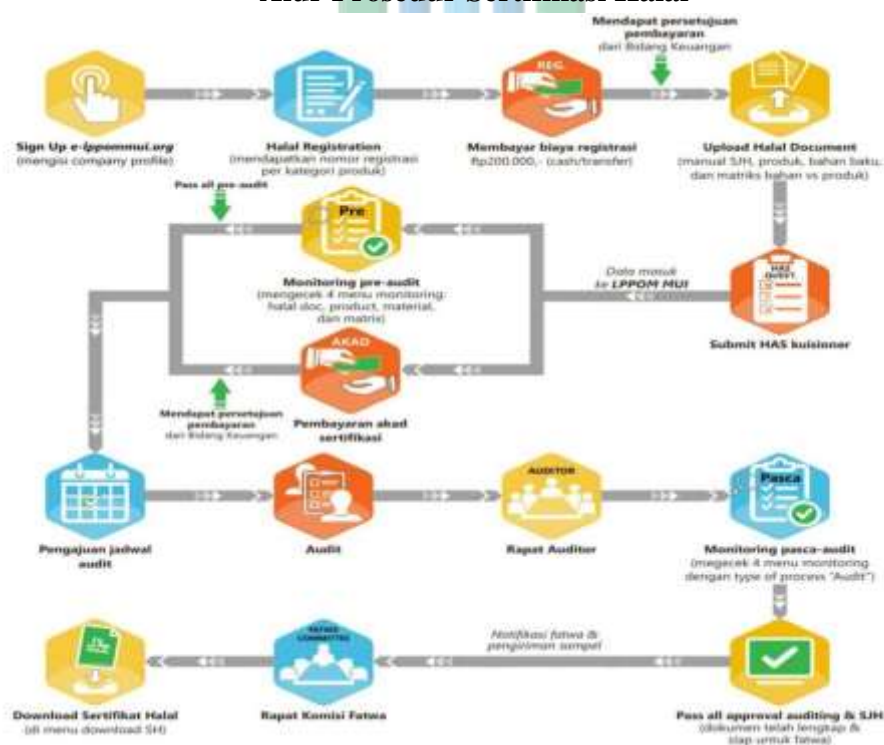 Alur Prosedur Sertifikasi Halal
Mendapat persetujuan
pembayaran
dari Bidang Keuangan
REG.
Sign Up e-lppommui.org
(mengisi company profile)
Halal Registration
(mendapatkan nomor registrasi
per kategori produk)
Membayar biaya registrasi
Rp200.000,- (cash/transfer)
Upload Halal Document
(manual SJH, produk, bahan baku,
dan matriks bahan vs produk)
Pass all pre-audit
Pre
Monitoring pre-audit
(mengecek 4 menu monitoring:
halal doc, product, material,
dan matrix)
Data masuk
ke LPPOM MUI
HAS
QUEST.
Submit HAS kuisioner
AKAD
Mendapat persetujuan
pembayaran
dari Bidang Keuangan
Pembayaran akad
sertifikasi
Pengajuan jadwal
audit
Audit
AUDITOR
Rapat Auditor
Pasca
Monitoring pasca-audit
(megecek 4 menu monitoring
dengan type of process "Audit")
Notifikasi fatwa &
pengiriman sampel
Download Sertifikat Halal
(di menu download SH)
FATWA
COMMITTEE
Rapat Komisi Fatwa
Pass all approval auditing & SJH
(dokumen telah lengkap &
siap untuk fatwa)